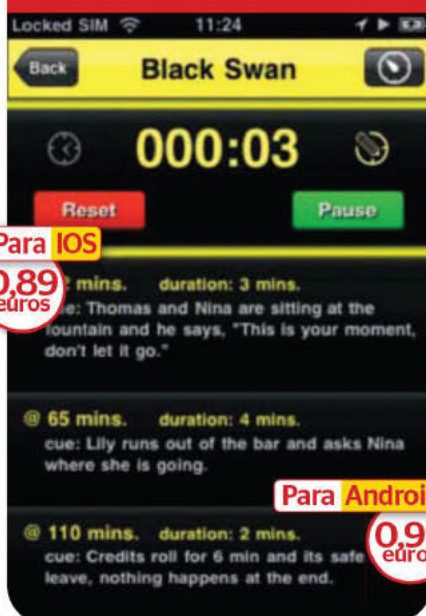 Locked SIM 11:24
Back Black Swan
000:03
Reset Pause
Para IOS
0,89
euros
mins. duration: 3 mins.
Thomas and Nina are sitting at the
and he says, "This is your moment,
don't let it go."
@ 65 mins. duration: 4 mins.
cue: Lily runs out of the bar and asks Nina
where she is going.
Para
@ 110 mins. duration: 2 mins.
cue: Credits roll for 6 min and its safe
leave, nothing happens at the end.